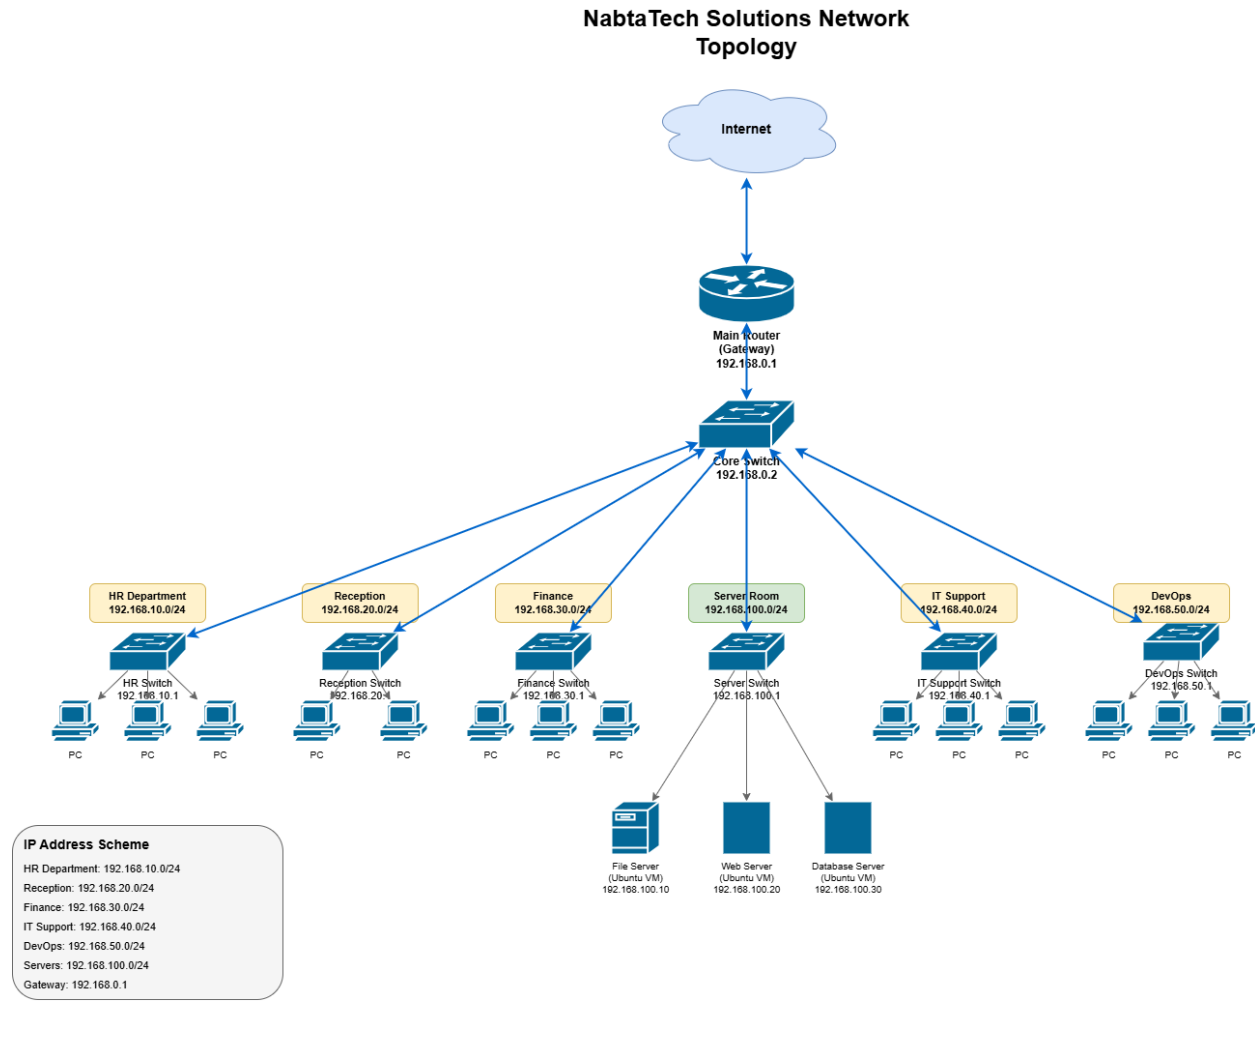 NabtaTech Solutions Network
Topology
Internet
Main Router
(Gateway)
192.168.0.1
Core Switch
192.168.0.2
HR Department
192.168.10.0/24
Reception
192.168.20.0/24
Finance
192.168.30.0/24
Server Room
192.168.100.0/24
IT Support
192.168.40.0/24
DevOps
192.168.50.0/24
HR Switch
192.168.10.1
Reception Switch
192.168.20
Finance Switch
192.168.30.1
Server Switch
192.168.100.1
IT Support Switch
192.168.40.1
DevOps Switch
192.168.50.1
PC
PC
PC
PC
PC
PC
PC
PC
PC
PC
PC
PC
PC
PC
File Server
(Ubuntu VM)
192.168.100.10
Web Server
(Ubuntu VM)
192.168.100.20
Database Server
(Ubuntu VM)
192.168.100.30
IP Address Scheme
HR Department: 192.168.10.0/24
Reception: 192.168.20.0/24
Finance: 192.168.30.0/24
IT Support: 192.168.40.0/24
DevOps: 192.168.50.0/24
Servers: 192.168.100.0/24
Gateway: 192.168.0.1